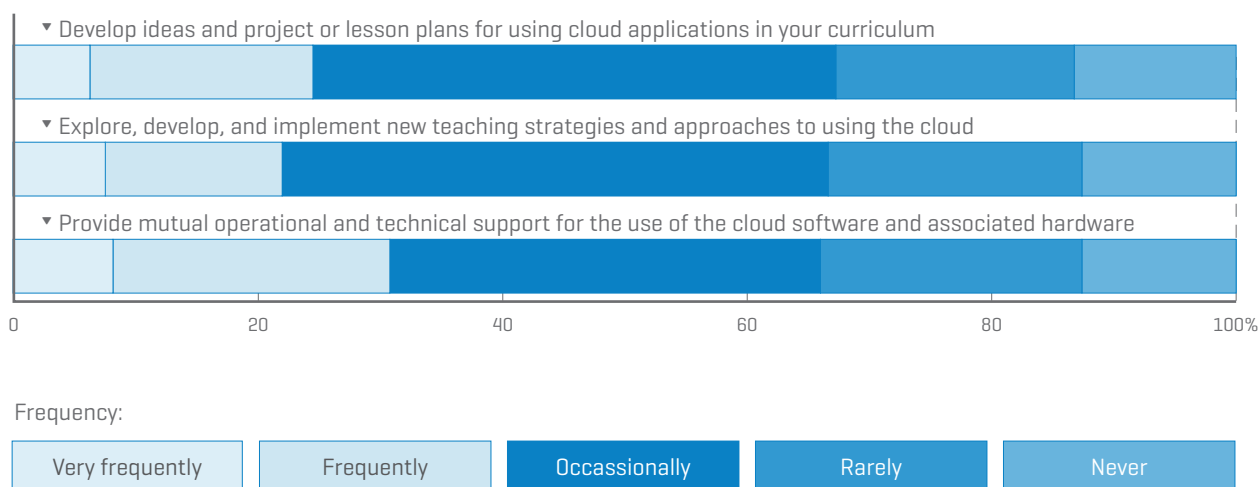 ▼ Develop ideas and project or lesson plans for using cloud applications in your curriculum
▼ Explore, develop, and implement new teaching strategies and approaches to using the cloud
▼ Provide mutual operational and technical support for the use of the cloud software and associated hardware
0 20 40 60 80 100%
Frequency:
Very frequently Frequently Occassionally Rarely Never